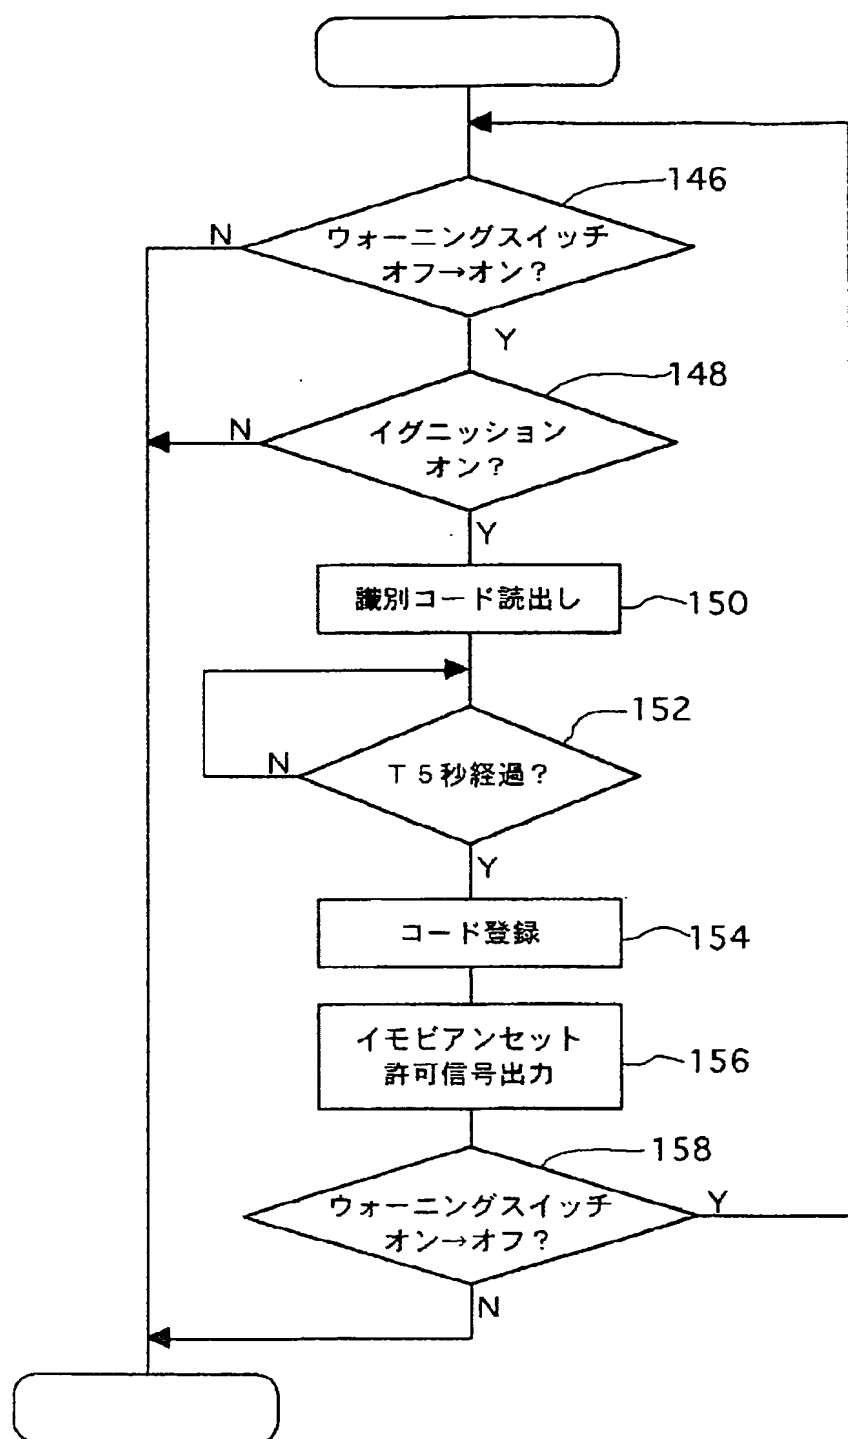 146
N
ウォーニングスイッチ
オフ→オン?
Y
148
N
イグニッション
オン?
Y
識別コード読出し
150
152
N
T5秒経過?
Y
コード登録
154
イモビアンセット
許可信号出力
156
158
ウォーニングスイッチ
オン→オフ?
Y
N